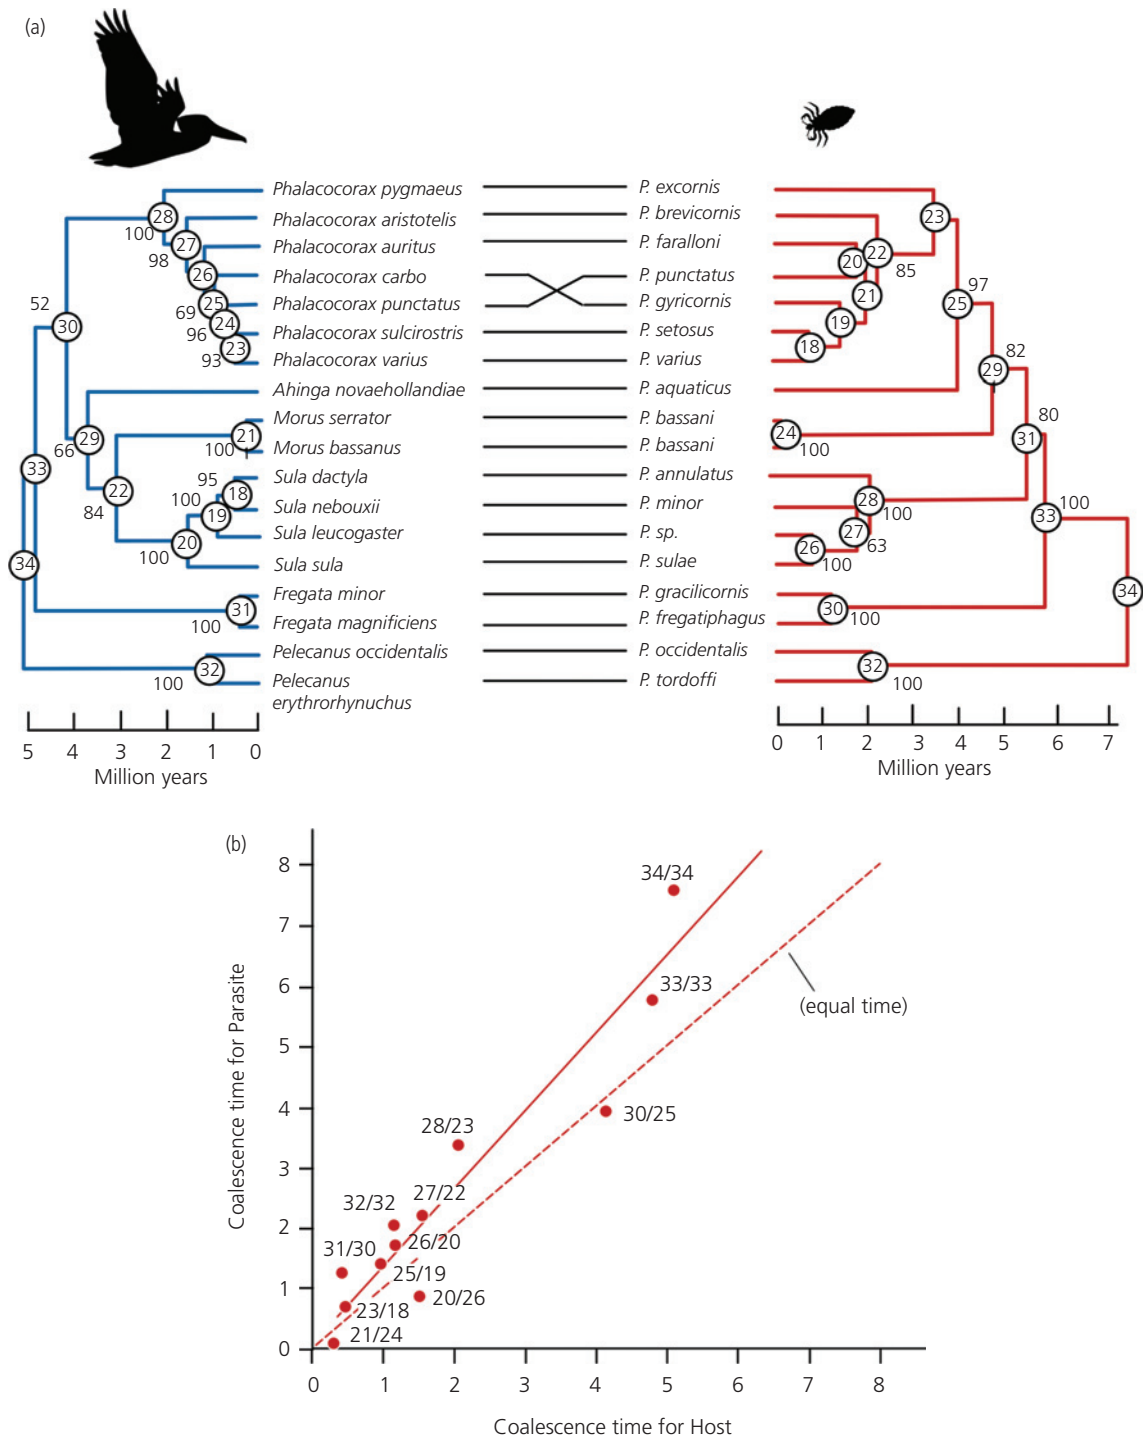 (a)
Phalacocorax pygmaeus
Phalacocorax aristotelis
Phalacocorax auritus
Phalacocorax carbo
Phalacocorax punctatus
Phalacocorax sulcirostris
Phalacocorax varius
Ahinga novaehollandiae
Morus serrator
Morus bassanus
Sula dactyla
Sula nebouxii
Sula leucogaster
Sula sula
Fregata minor
Fregata magnificiens
Pelecanus occidentalis
Pelecanus
erythrorhynuchus
28
100
27
98
26
25
69
24
96
23
93
52
30
29
66
21
100
33
22
84
95
18
100
19
20
100
34
31
100
32
100
5 4 3 2 1 0
Million years
P. excornis
P. brevicornis
P. faralloni
P. punctatus
P. gyricornis
P. setosus
P. varius
P. aquaticus
P. bassani
P. bassani
P. annulatus
P. minor
P. sp.
P. sulae
P. gracilicornis
P. fregatiphagus
P. occidentalis
P. tordoffi
23
22
20
85
21
97
25
19
18
82
29
80
24
100
31
28
100
100
33
27
63
26
100
34
30
100
32
100
0 1 2 3 4 5 6 7
Million years
(b)
8
7
6
5
4
3
2
1
0
Coalescence time for Parasite
34/34
33/33
(equal time)
30/25
28/23
27/22
32/32
26/20
31/30
25/19
20/26
23/18
21/24
0 1 2 3 4 5 6 7 8
Coalescence time for Host